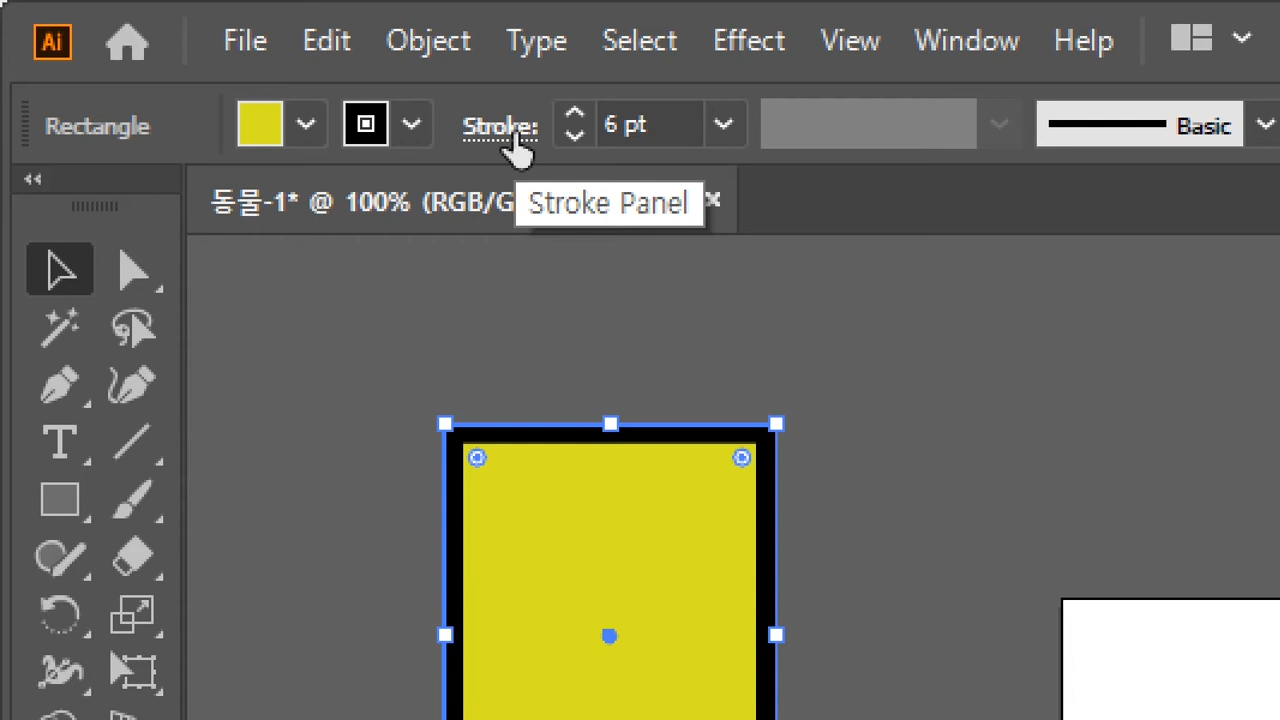 Ai File Edit Object Type Select Effect View Window Help
Rectangle Stroke: 6 pt Basic
동물-1* @ 100% (RGB/G
Stroke Panel
T